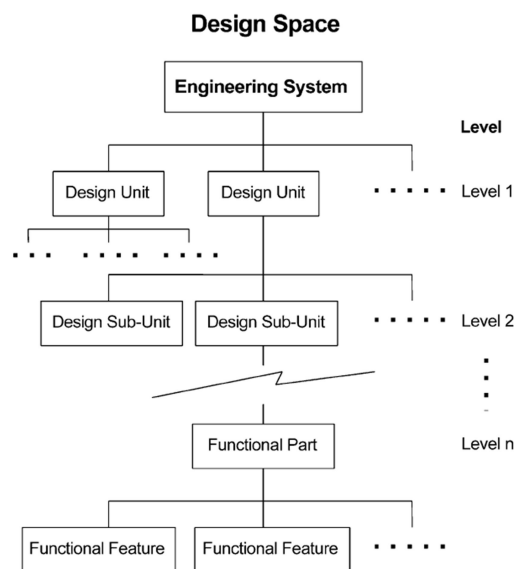 Design Space
Engineering System
Level
Design Unit Design Unit Level 1
Design Sub-Unit Design Sub-Unit Level 2
Functional Part Level n
Functional Feature Functional Feature